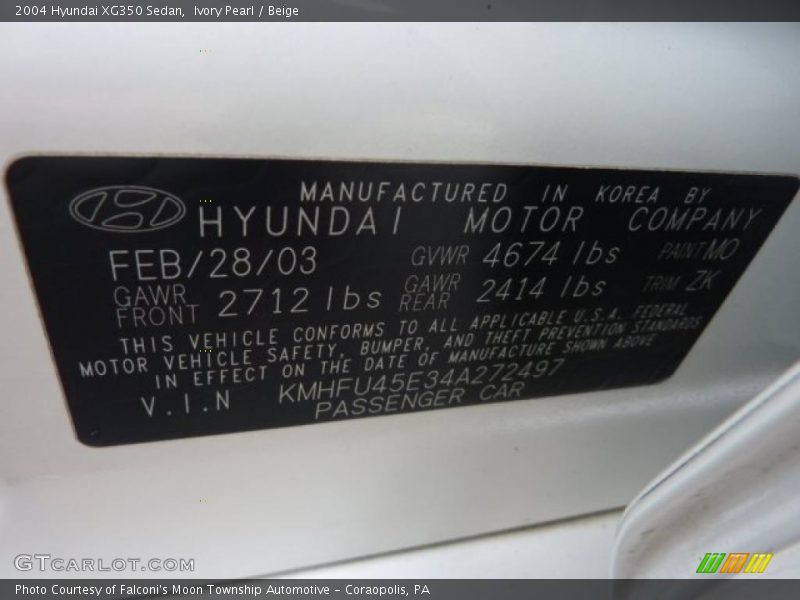 2004 Hyundai XG350 Sedan,  Ivory Pearl / Beige
MANUFACTURED IN KOREA BY
HYUNDAI MOTOR COMPANY
FEB/28/03 GVWR 4674 lbs PAINT MO
GAWR FRONT 2712 lbs GAWR REAR 2414 lbs TRIM ZK
THIS VEHICLE CONFORMS TO ALL APPLICABLE U.S.A. FEDERAL
MOTOR VEHICLE SAFETY, BUMPER, AND THEFT PREVENTION STANDARDS
IN EFFECT ON THE DATE OF MANUFACTURE SHOWN ABOVE
V.I.N KMHFU45E34A272497
PASSENGER CAR
GTCARLOT.COM
Photo Courtesy of Falconi's Moon Township Automotive - Coraopolis, PA